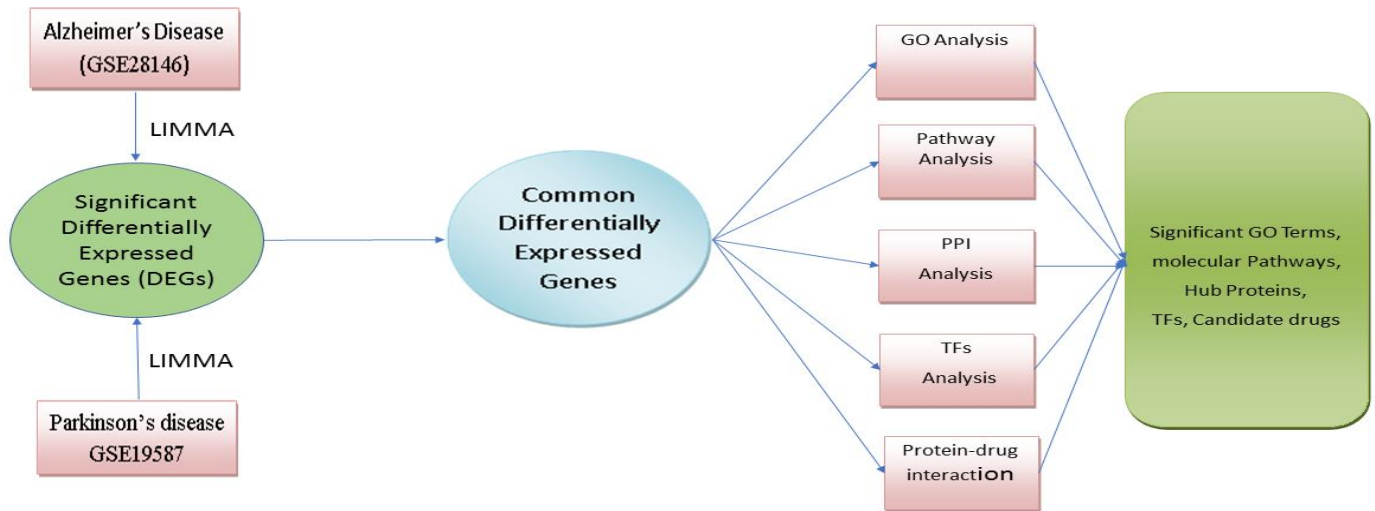 Alzheimer's Disease
(GSE28146)
LIMMA
Significant
Differentially
Expressed
Genes (DEGs)
LIMMA
Parkinson's disease
GSE19587
Common
Differentially
Expressed
Genes
GO Analysis
Pathway
Analysis
PPI
Analysis
TFs
Analysis
Protein-drug
interaction
Significant GO Terms,
molecular Pathways,
Hub Proteins,
TFs, Candidate drugs